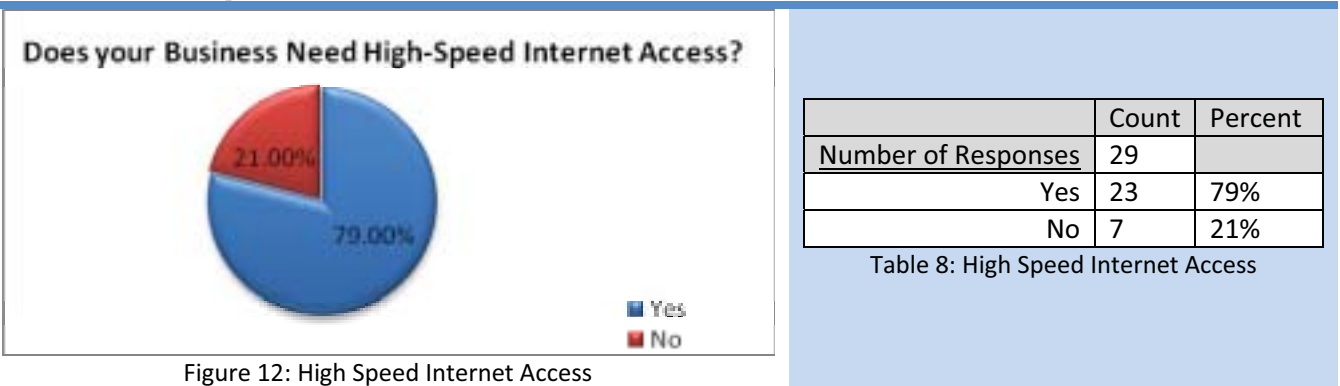 Does your Business Need High-Speed Internet Access?
21.00%
79.00%
Yes
No
Figure 12: High Speed Internet Access
Count Percent
Number of Responses 29
Yes 23 79%
No 7 21%
Table 8: High Speed Internet Access